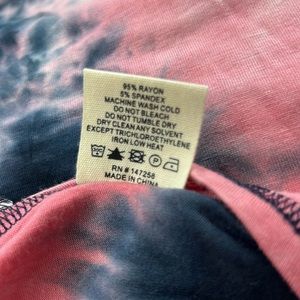 95% RAYON
5% SPANDEX
MACHINE WASH COLD
DO NOT BLEACH
DO NOT TUMBLE DRY
DRY CLEAN ANY SOLVENT
EXCEPT TRICHLOROETHYLENE
IRON LOW HEAT
P
RN # 147258
MADE IN CHINA